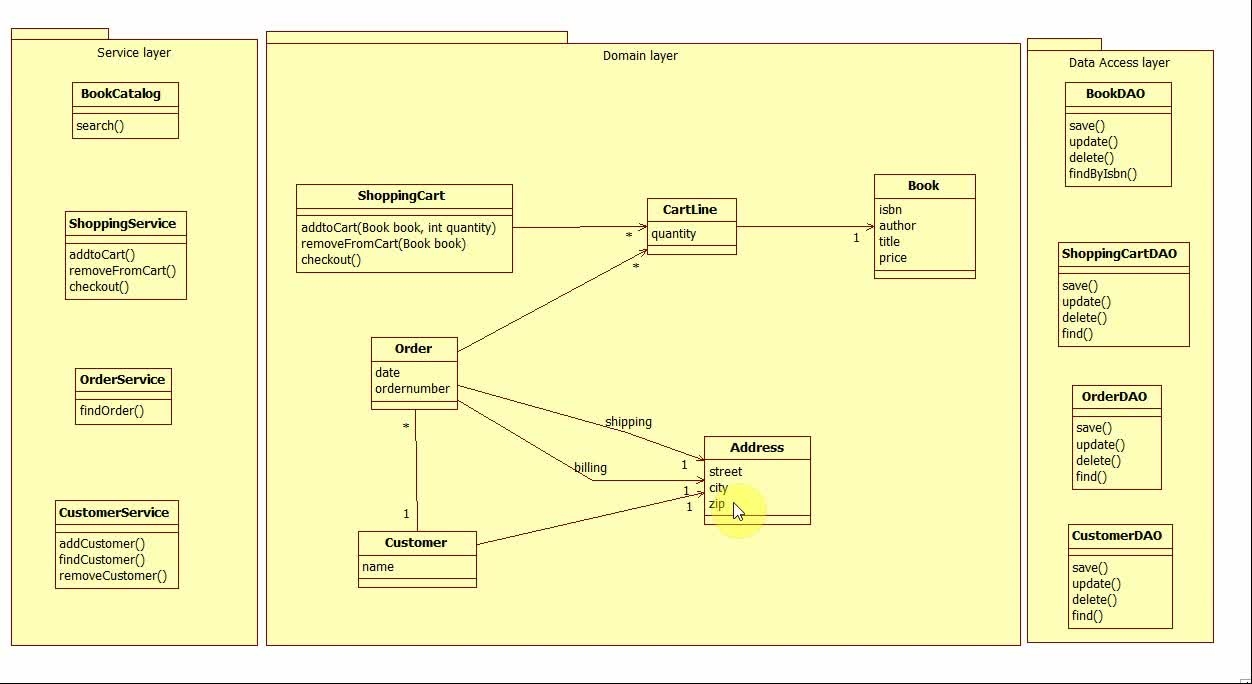 Service layer
BookCatalog
search()
ShoppingService
addtoCart()
removeFromCart()
checkout()
OrderService
findOrder()
CustomerService
addCustomer()
findCustomer()
removeCustomer()
Domain layer
ShoppingCart
addtoCart(Book book, int quantity)
removeFromCart(Book book)
checkout()
*
CartLine
quantity
*
1
Book
isbn
author
title
price
Order
date
ordernumber
*
1
shipping
1
billing
1
1
Address
street
city
zip
Customer
name
Data Access layer
BookDAO
save()
update()
delete()
findByIsbn()
ShoppingCartDAO
save()
update()
delete()
find()
OrderDAO
save()
update()
delete()
find()
CustomerDAO
save()
update()
delete()
find()